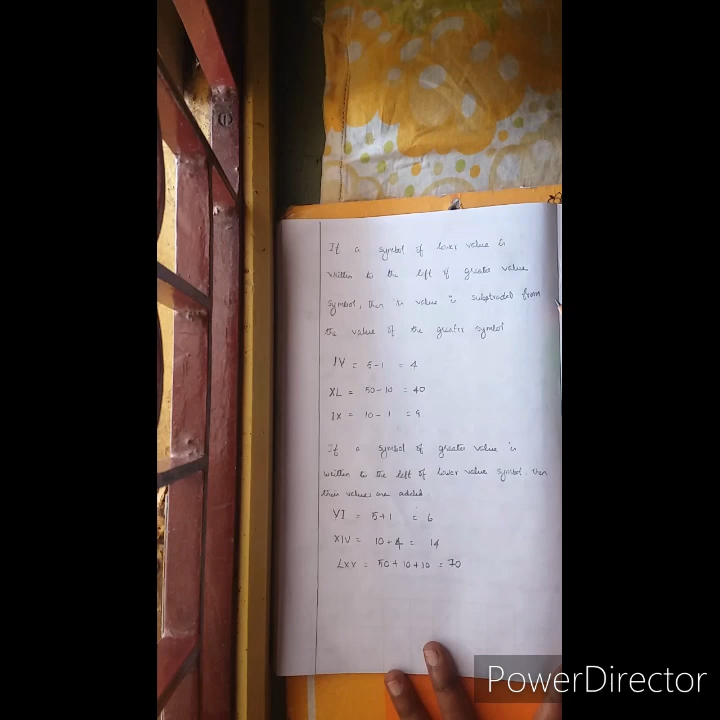 If a symbol of lower value is
written to the left of greater value
symbol, then its value is subptraded from
the value of the greater symbol
IV = 5-1 = 4
XL = 50-10 = 40
IX = 10-1 = 9
If a symbol of greater value is
written to the left of lower value symbol. then
their values are added
VI = 5+1 = 6
XIV = 10+4 = 14
LXX = 50+10+10 = 70
PowerDirector